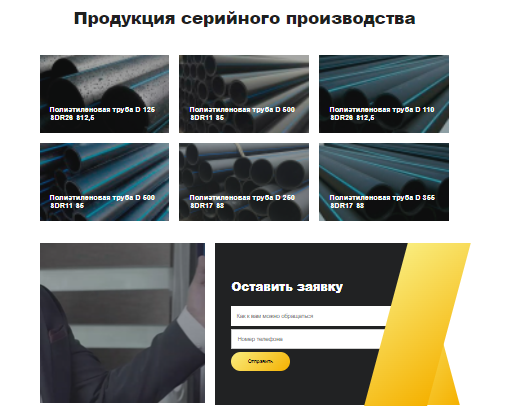 Продукция серийного производства
Полиэтиленовая труба D 125
SDR26 S12,5
Полиэтиленовая труба D 500
SDR11 S5
Полиэтиленовая труба D 110
SDR26 S12,5
Полиэтиленовая труба D 500
SDR11 S5
Полиэтиленовая труба D 250
SDR17 S8
Полиэтиленовая труба D 355
SDR17 S8
Оставить заявку
Как к вам можно обращаться
Номер телефона
Отправить